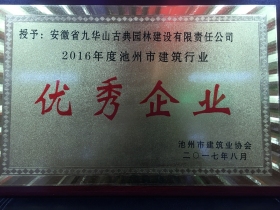 授予：安徽省九华山古典园林建设有限责任公司
2016年度池州市建筑行业
优秀企业
池州市建筑业协会
二〇一七年八月